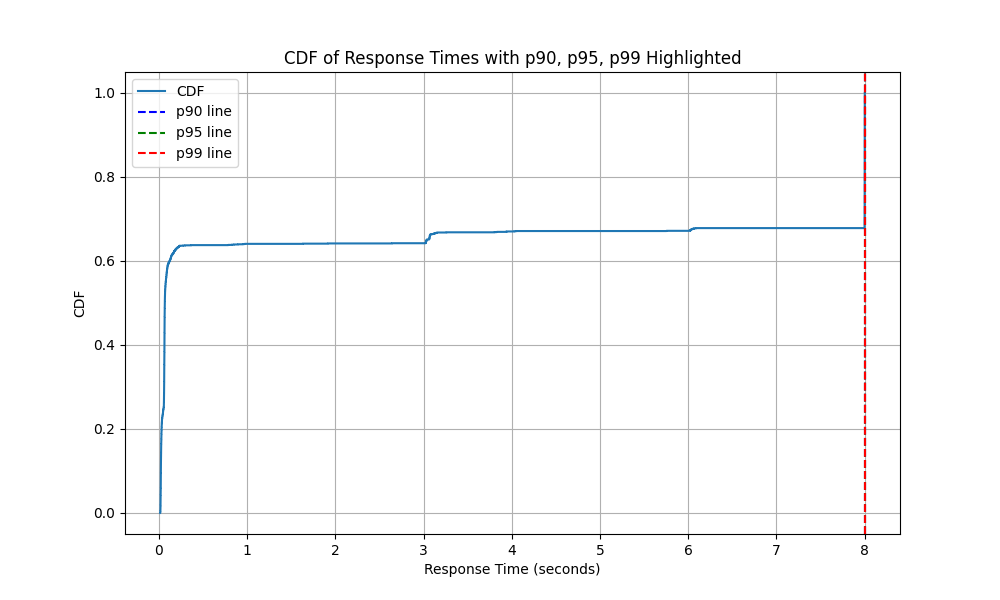 CDF of Response Times with p90, p95, p99 Highlighted
CDF
p90 line
p95 line
p99 line
1.0
0.8
0.6
0.4
0.2
0.0
CDF
0 1 2 3 4 5 6 7 8
Response Time (seconds)